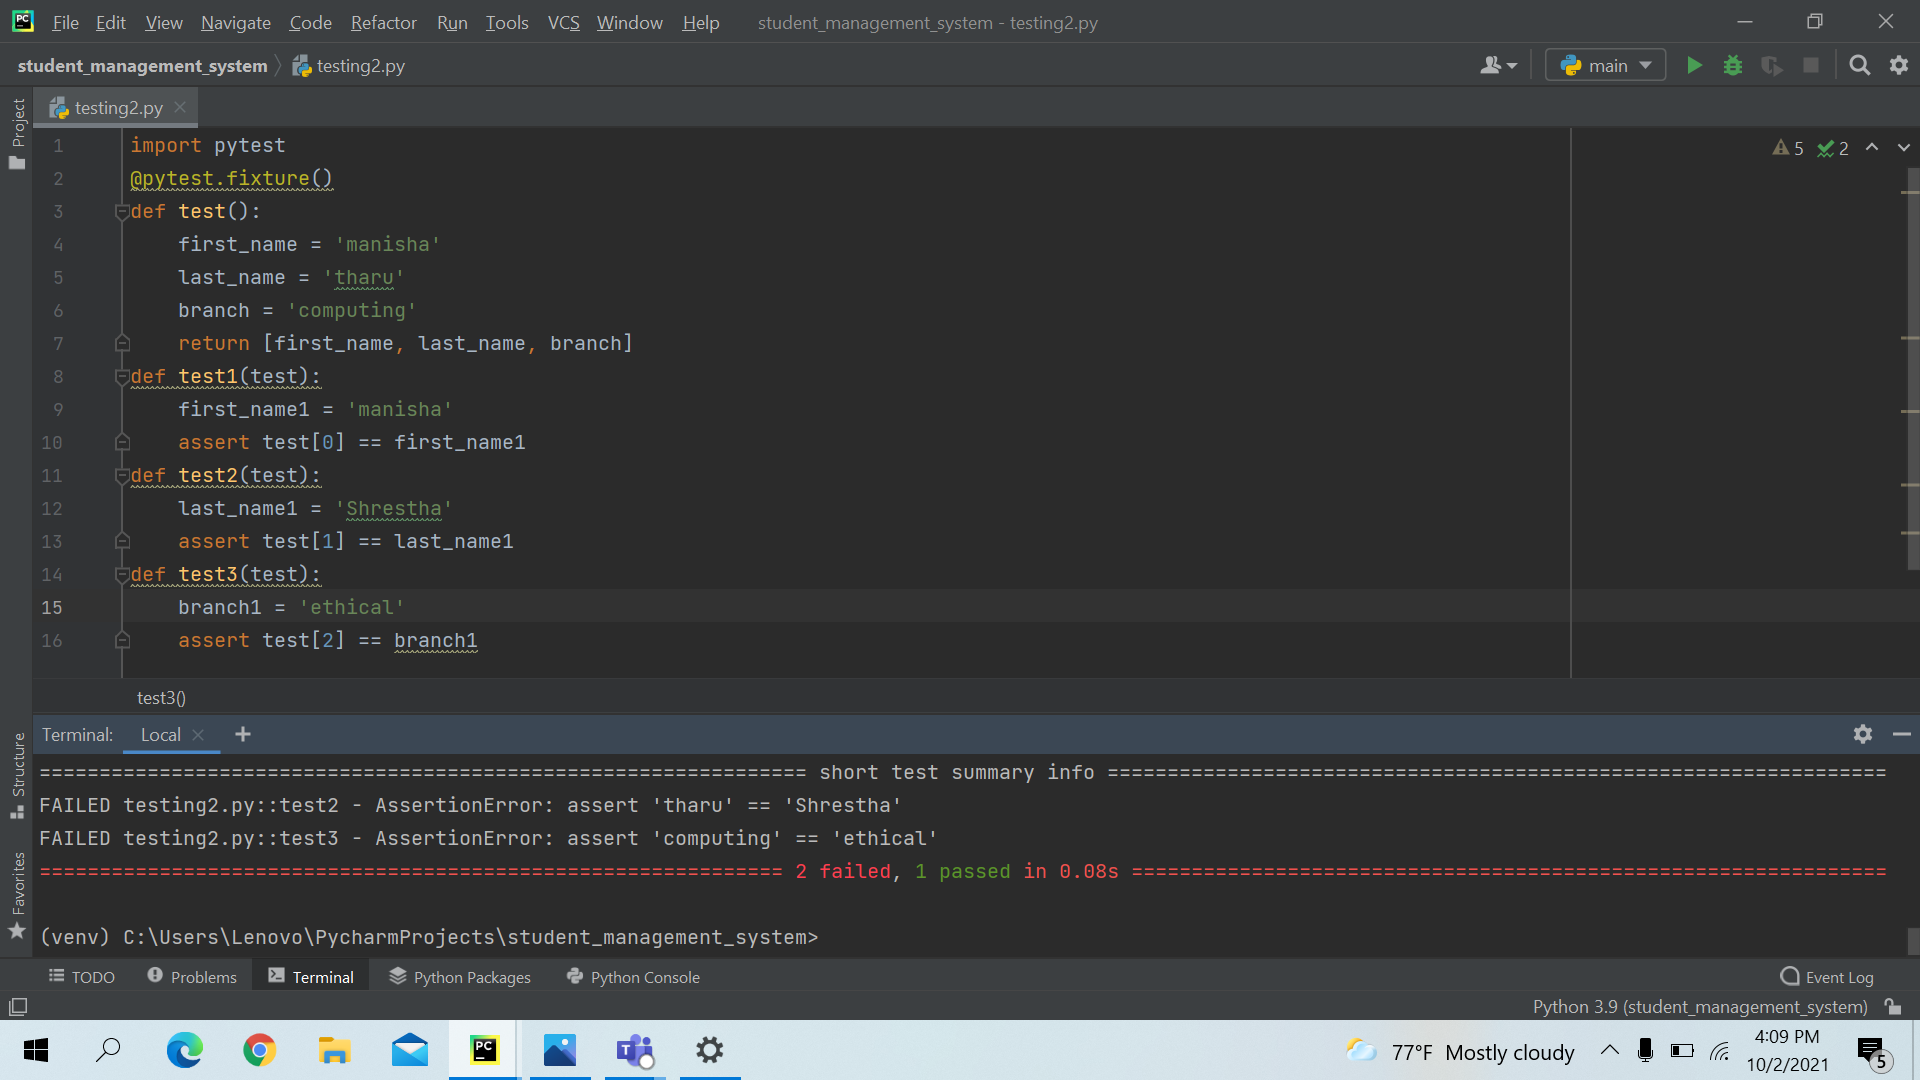 PC File Edit View Navigate Code Refactor Run Tools VCS Window Help student_management_system - testing2.py
student_management_system testing2.py main
Project
testing2.py
5 2
1 import pytest
2 @pytest.fixture()
3 def test():
4 first_name = 'manisha'
5 last_name = 'tharu'
6 branch = 'computing'
7 return [first_name, last_name, branch]
8 def test1(test):
9 first_name1 = 'manisha'
10 assert test[0] == first_name1
11 def test2(test):
12 last_name1 = 'Shrestha'
13 assert test[1] == last_name1
14 def test3(test):
15 branch1 = 'ethical'
16 assert test[2] == branch1
test3()
Structure
Favorites
Terminal: Local +
================================================================ short test summary info =================================================================
FAILED testing2.py::test2 - AssertionError: assert 'tharu' == 'Shrestha'
FAILED testing2.py::test3 - AssertionError: assert 'computing' == 'ethical'
============================================================== 2 failed, 1 passed in 0.08s ===============================================================
(venv) C:\Users\Lenovo\PycharmProjects\student_management_system>
TODO Problems Terminal Python Packages Python Console Event Log
Python 3.9 (student_management_system)
PC T 77°F Mostly cloudy 4:09 PM
10/2/2021 5